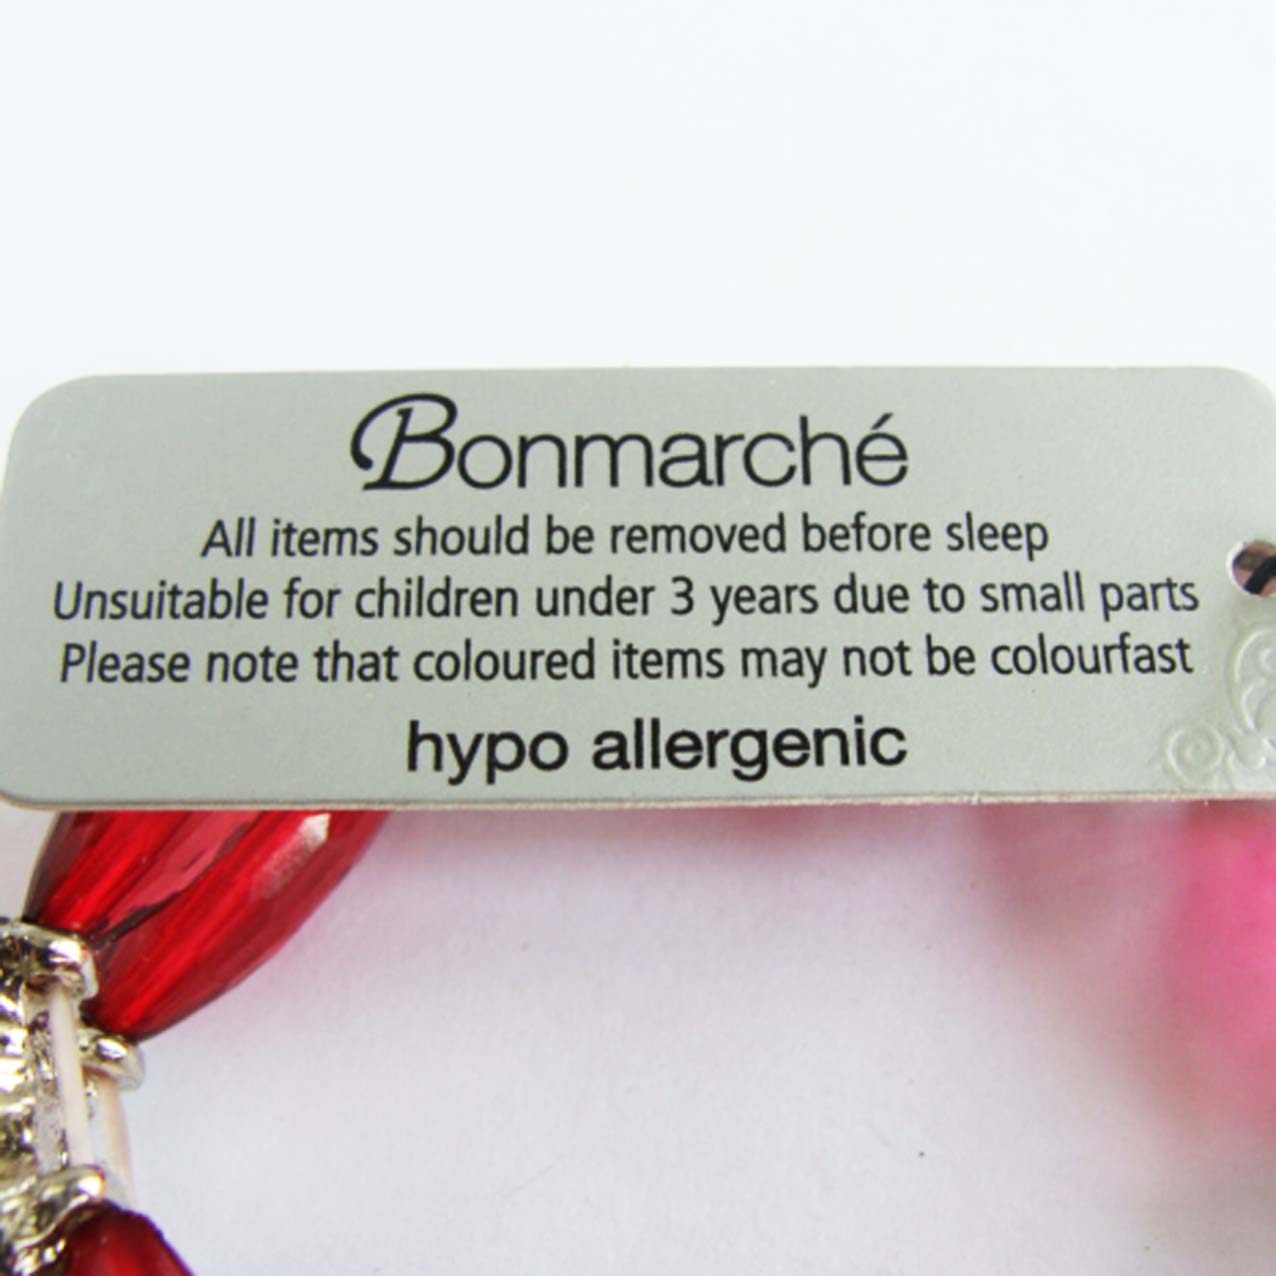 Bonmarché
All items should be removed before sleep
Unsuitable for children under 3 years due to small parts
Please note that coloured items may not be colourfast
hypo allergenic